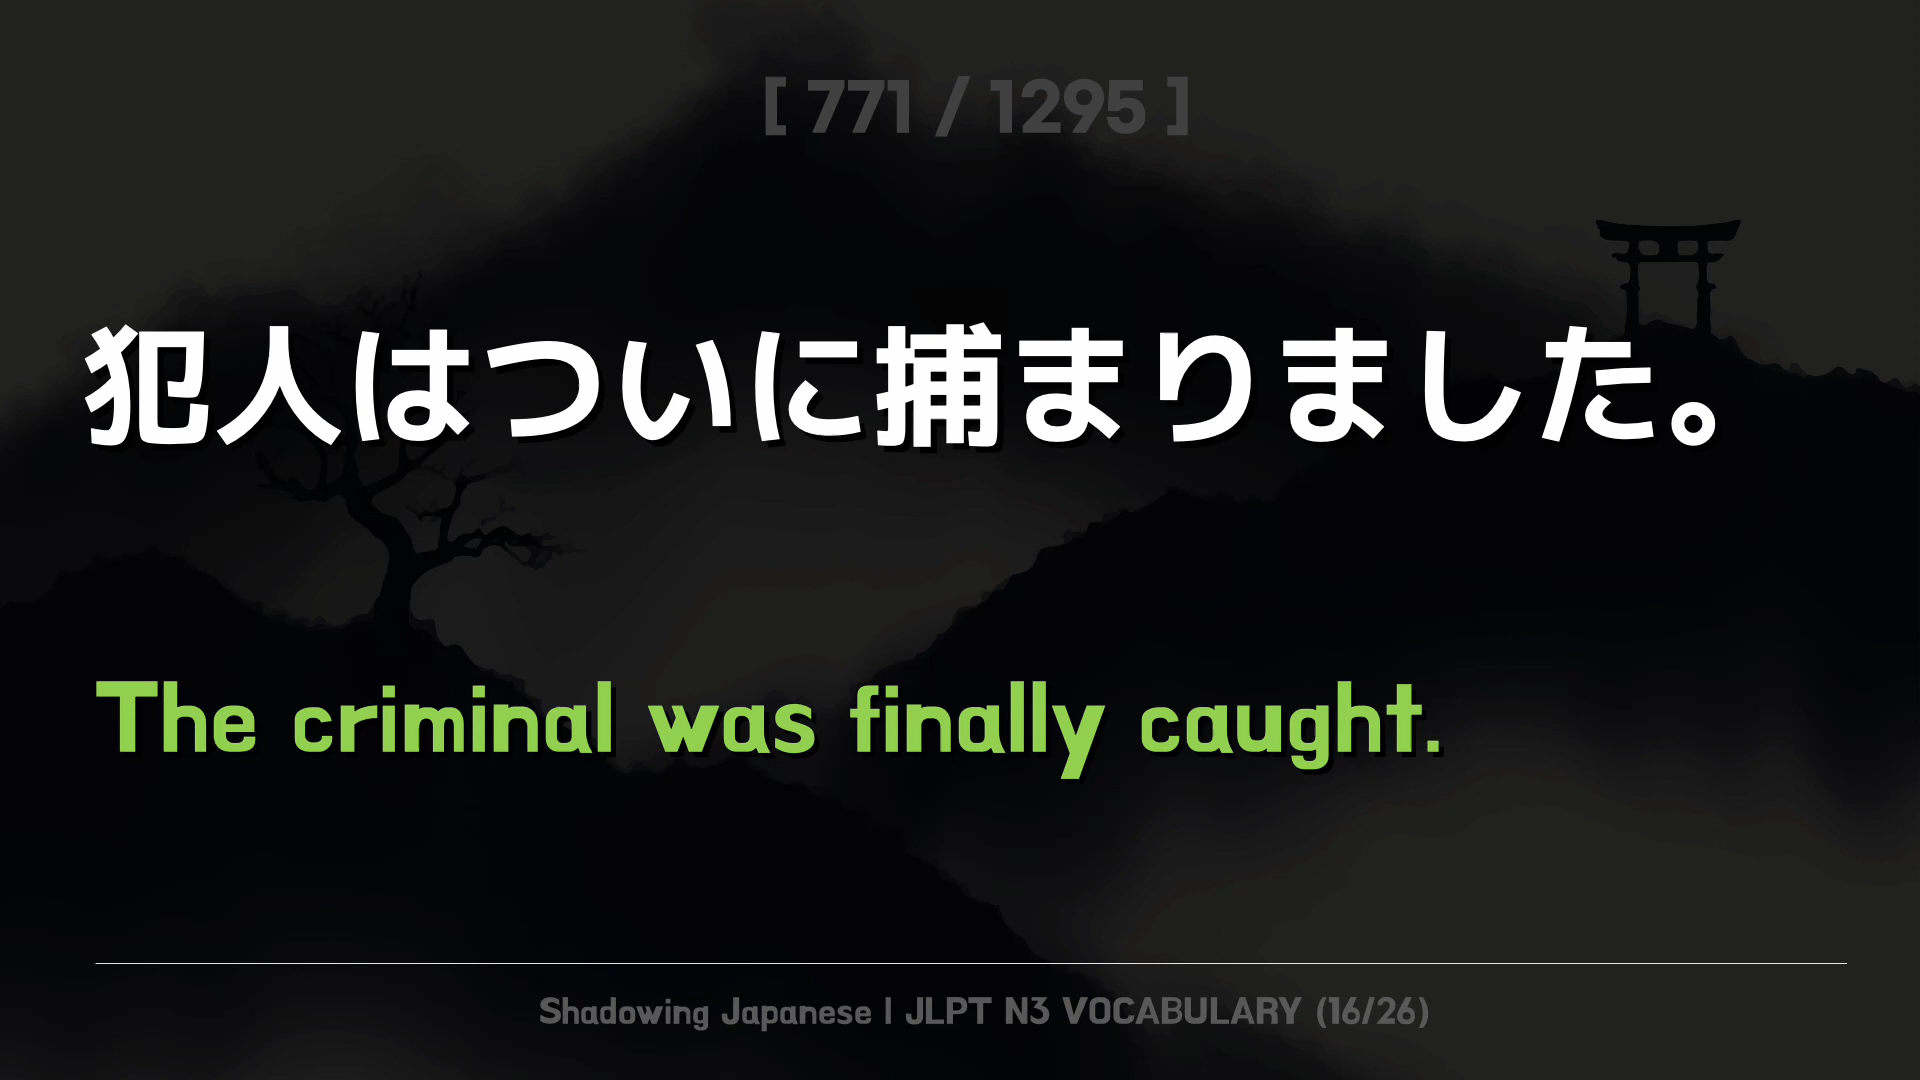 [ 771 / 1295 ]
犯人はついに捕まりました。
The criminal was finally caught.
Shadowing Japanese | JLPT N3 VOCABULARY (16/26)